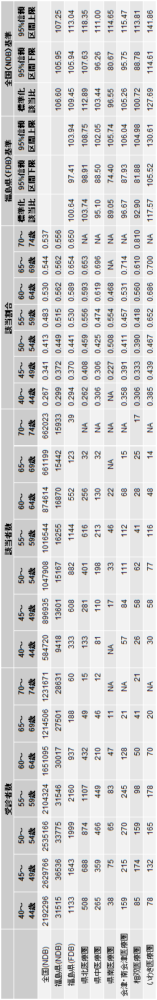 受診者数 該当者数 該当割合 福島県(FDB)基準 全国(NDB)基準
40～44歳 45～49歳 50～54歳 55～59歳 60～64歳 65～69歳 70～74歳 40～44歳 45～49歳 50～54歳 55～59歳 60～64歳 65～69歳 70～74歳 40～44歳 45～49歳 50～54歳 55～59歳 60～64歳 65～69歳 70～74歳 標準化該当比 95%信頼区間下限 95%信頼区間上限 標準化該当比 95%信頼区間下限 95%信頼区間上限
全国(NDB) 2192296 2629766 2535166 2104324 1651095 1214506 1231671 584720 896935 1047908 1016544 874614 661199 662023 0.267 0.341 0.413 0.483 0.530 0.544 0.537
福島県(NDB) 31515 36536 33775 31546 30017 27501 28631 9418 13601 15167 16255 16870 15442 15933 0.299 0.372 0.449 0.515 0.562 0.562 0.556 106.60 105.95 107.25
福島県(FDB) 1133 1643 1999 2160 937 188 60 333 608 882 1144 552 123 39 0.294 0.370 0.441 0.530 0.589 0.654 0.650 100.64 97.41 103.94 109.45 105.94 113.04
県北医療圏 508 688 874 1107 432 49 15 133 281 401 616 256 32 NA 0.262 0.408 0.459 0.556 0.593 0.653 NA 103.74 98.91 108.75 112.89 107.63 118.35
県中医療圏 265 359 466 449 210 46 12 81 110 198 213 130 32 NA 0.306 0.306 0.425 0.474 0.619 0.696 NA 95.10 88.50 102.05 103.44 96.26 111.00
県南医療圏 38 75 65 83 47 11 NA NA 17 33 46 22 NA NA NA 0.227 0.508 0.554 0.468 NA NA 89.05 74.40 105.74 96.55 80.67 114.65
会津・南会津医療圏 159 215 270 245 128 21 NA 57 84 111 112 68 15 NA 0.358 0.391 0.411 0.457 0.531 0.714 NA 96.67 87.93 106.04 105.26 95.75 115.47
相双医療圏 85 174 159 98 50 41 21 26 58 62 41 28 25 17 0.306 0.333 0.390 0.418 0.560 0.610 0.810 92.90 81.88 104.98 100.72 88.78 113.81
いわき医療圏 78 132 165 178 70 20 NA 30 58 77 116 48 14 NA 0.385 0.439 0.467 0.652 0.686 0.700 NA 117.57 105.52 130.61 127.69 114.61 141.86